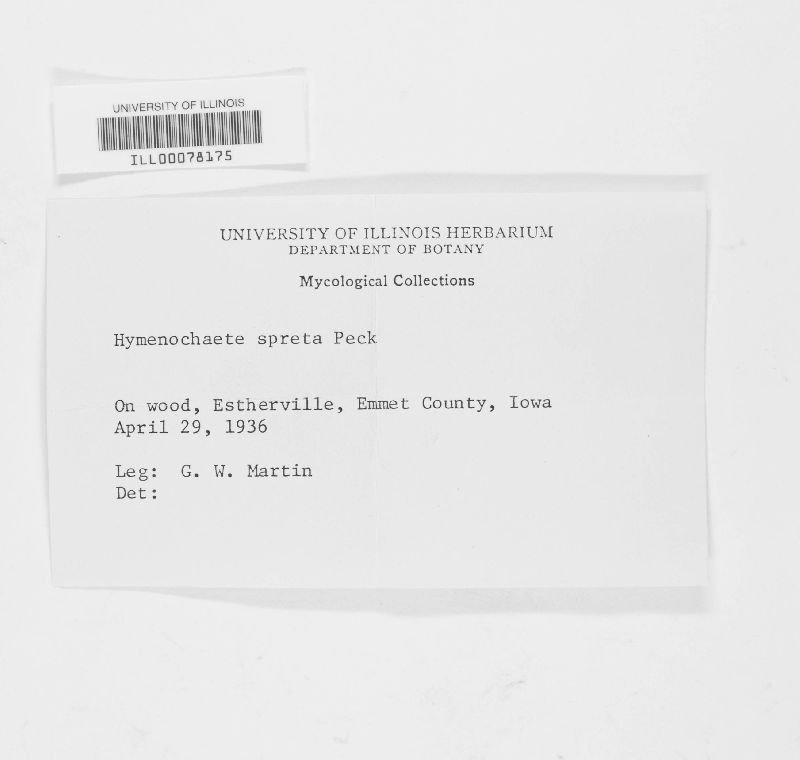 UNIVERSITY OF ILLINOIS
ILL00078175
UNIVERSITY OF ILLINOIS HERBARIUM
DEPARTMENT OF BOTANY
Mycological Collections
Hymenochaete spreta Peck
On wood, Estherville, Emmet County, Iowa
April 29, 1936
Leg: G. W. Martin
Det: